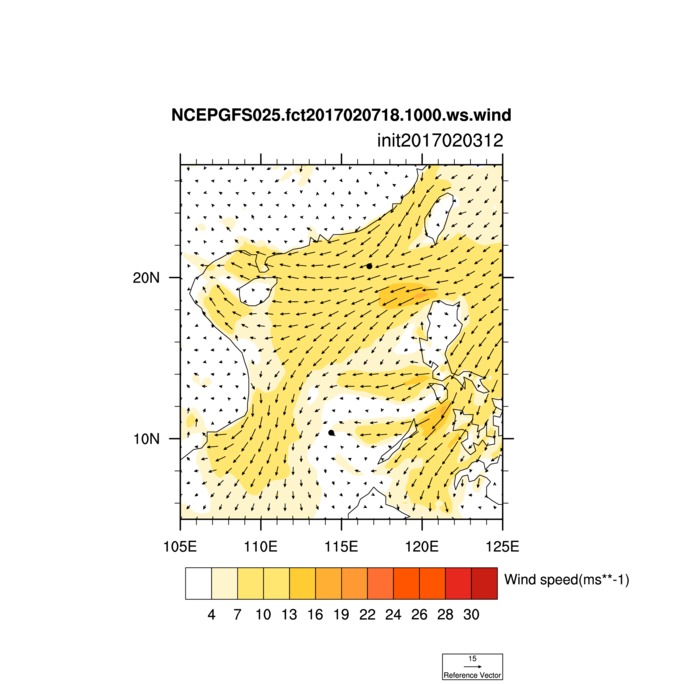 NCEPGFS025.fct2017020718.1000.ws.wind
init2017020312
20N
10N
105E 110E 115E 120E 125E
Wind speed(ms**-1)
4 7 10 13 16 19 22 24 26 28 30
15
Reference Vector